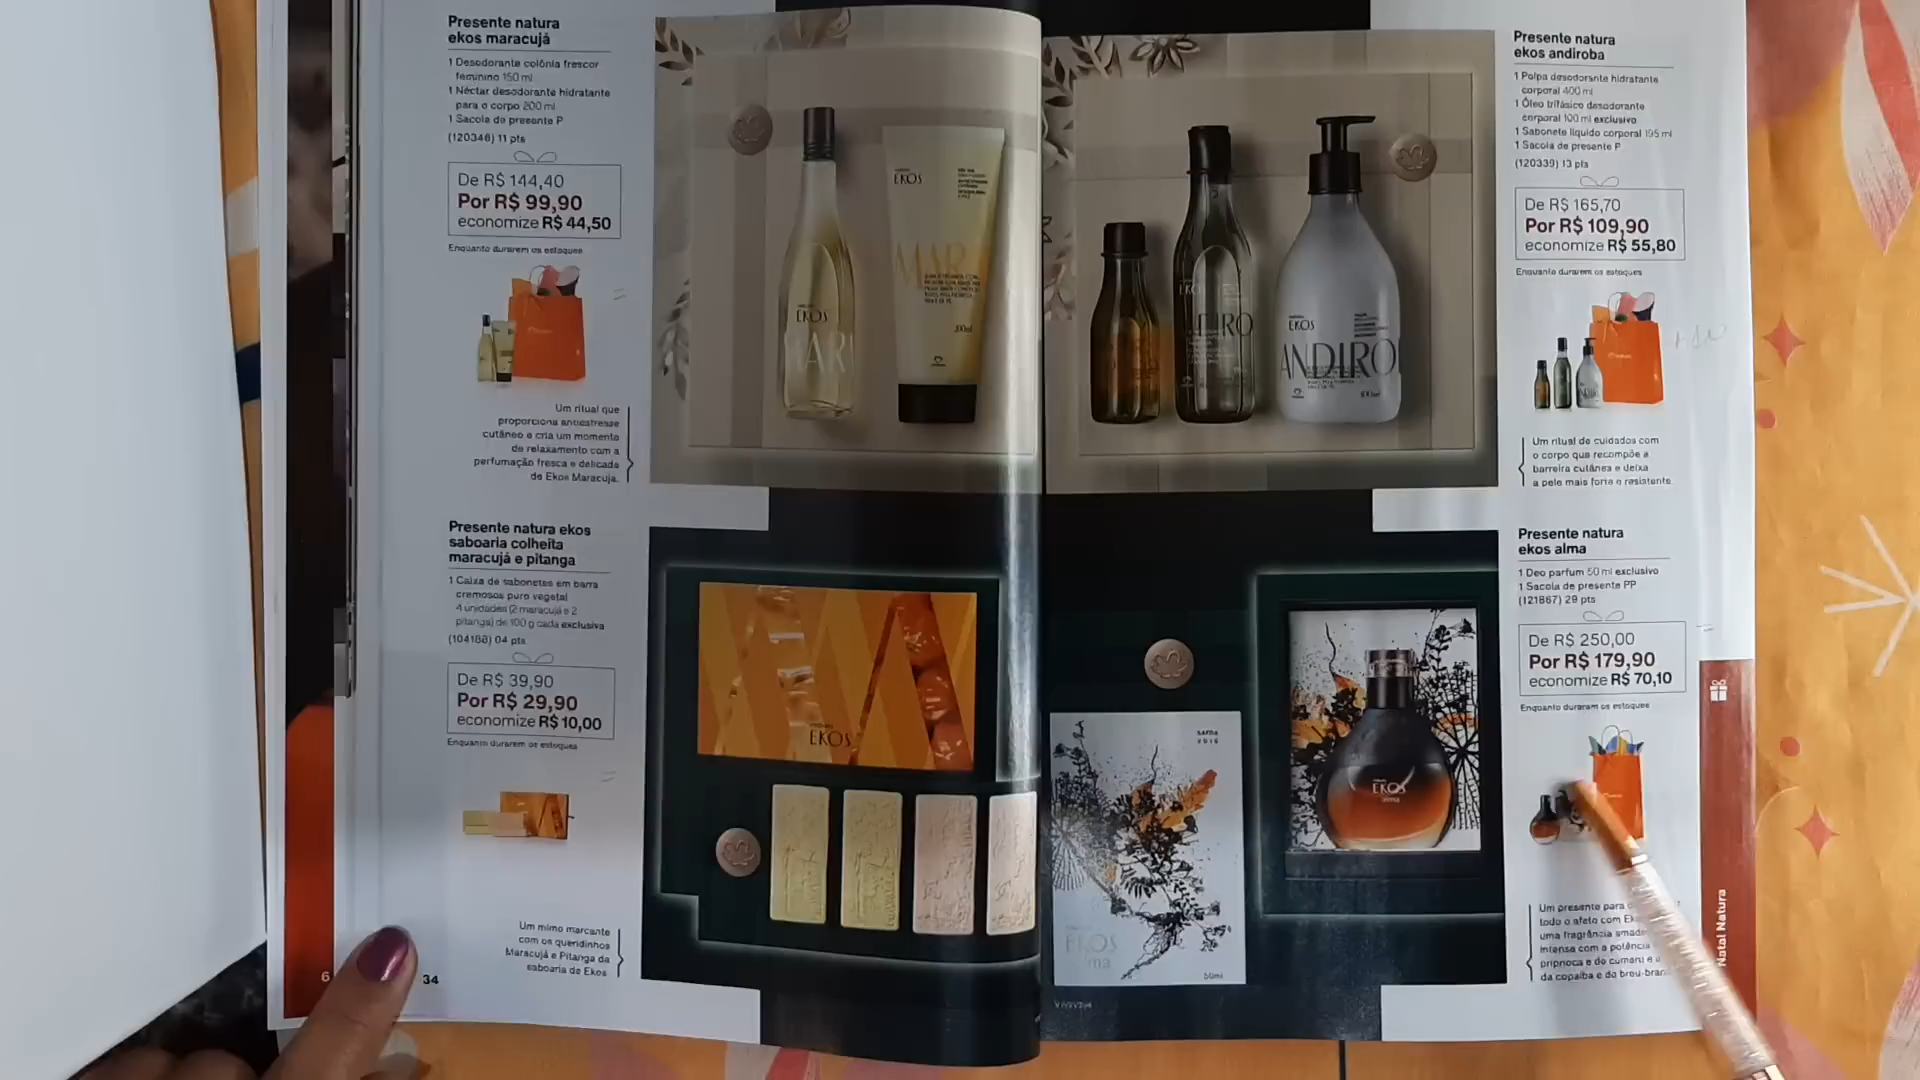 Presente natura
ekos maracujá
1 Desodorante colônia frescor
feminino 150 ml
1 Néctar desodorante hidratante
para o corpo 200 ml
1 Sacola de presente P
(120346) 11 pts
De R$ 144,40
Por R$ 99,90
economize R$ 44,50
Enquanto durarem os estoques
Um ritual que
proporciona antiestresse
cutâneo e cria um momento
de relaxamento com a
perfumação fresca e delicada
de Ekos Maracujá.
Presente natura ekos
saboaria colheita
maracujá e pitanga
1 Caixa de sabonetes em barra
cremosos puro vegetal
4 unidades (2 maracujá e 2
pitanga) de 100 g cada exclusiva
(104188) 04 pts
De R$ 39,90
Por R$ 29,90
economize R$ 10,00
Enquanto durarem os estoques
Um mimo marcante
com os queridinhos
Maracujá e Pitanga da
saboaria de Ekos
6
34
EKOS
MAR
EKOS
MARA
200ml
EKOS
EKOS
ANDIRO
EKOS
EKOS
alma
EKOS
50ml
Presente natura
ekos andiroba
1 Polpa desodorante hidratante
corporal 400 ml
1 Óleo trifásico desodorante
corporal 100 ml exclusivo
1 Sabonete líquido corporal 195 ml
1 Sacola de presente P
(120339) 13 pts
De R$ 165,70
Por R$ 109,90
economize R$ 55,80
Enquanto durarem os estoques
Um ritual de cuidados com
o corpo que recompõe a
barreira cutânea e deixa
a pele mais forte e resistente
Presente natura
ekos alma
1 Deo parfum 50 ml exclusivo
1 Sacola de presente PP
(121867) 29 pts
De R$ 250,00
Por R$ 179,90
economize R$ 70,10
Enquanto durarem os estoques
Um presente para
todo o afeto com
uma fragrância
intensa com a potência
priprioca e do cumaru e
da copaíba e do breu-bran
Natal Natura